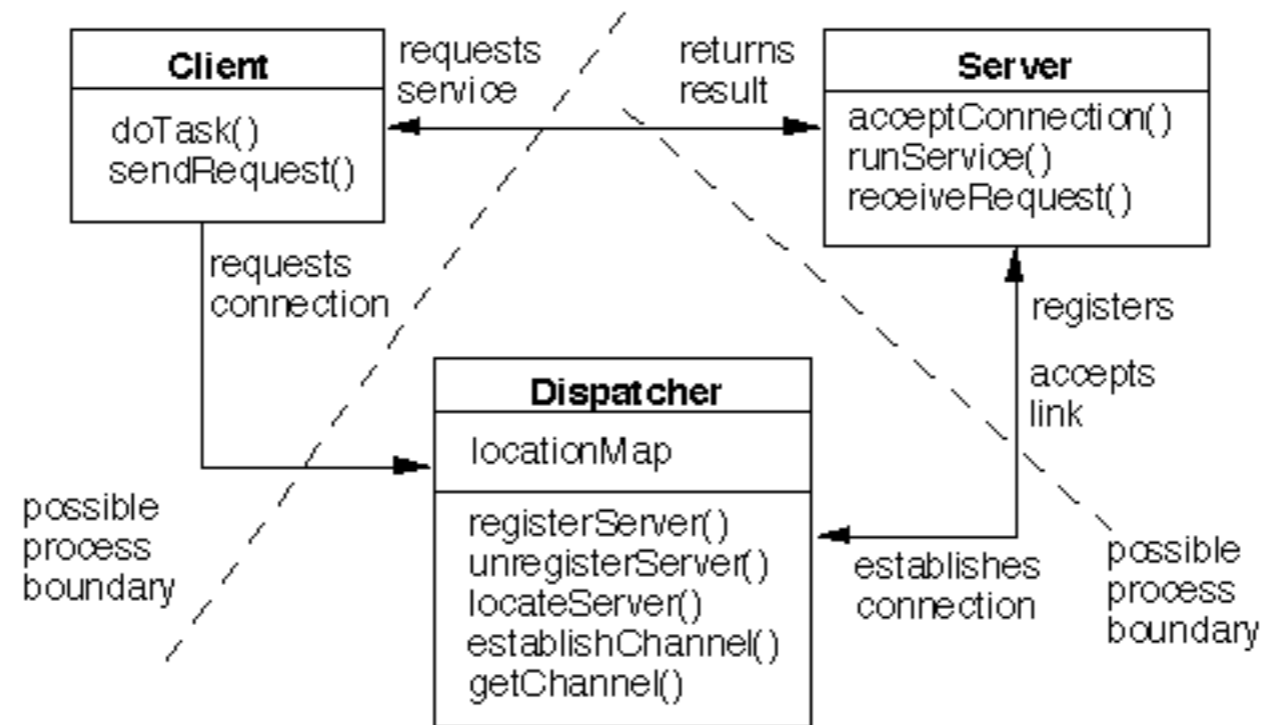 Client
doTask()
sendRequest()
requests
service
returns
result
Server
acceptConnection()
runService()
receiveRequest()
requests
connection
registers
accepts
link
Dispatcher
locationMap
registerServer()
unregisterServer()
locateServer()
establishChannel()
getChannel()
possible
process
boundary
establishes
connection
possible
process
boundary